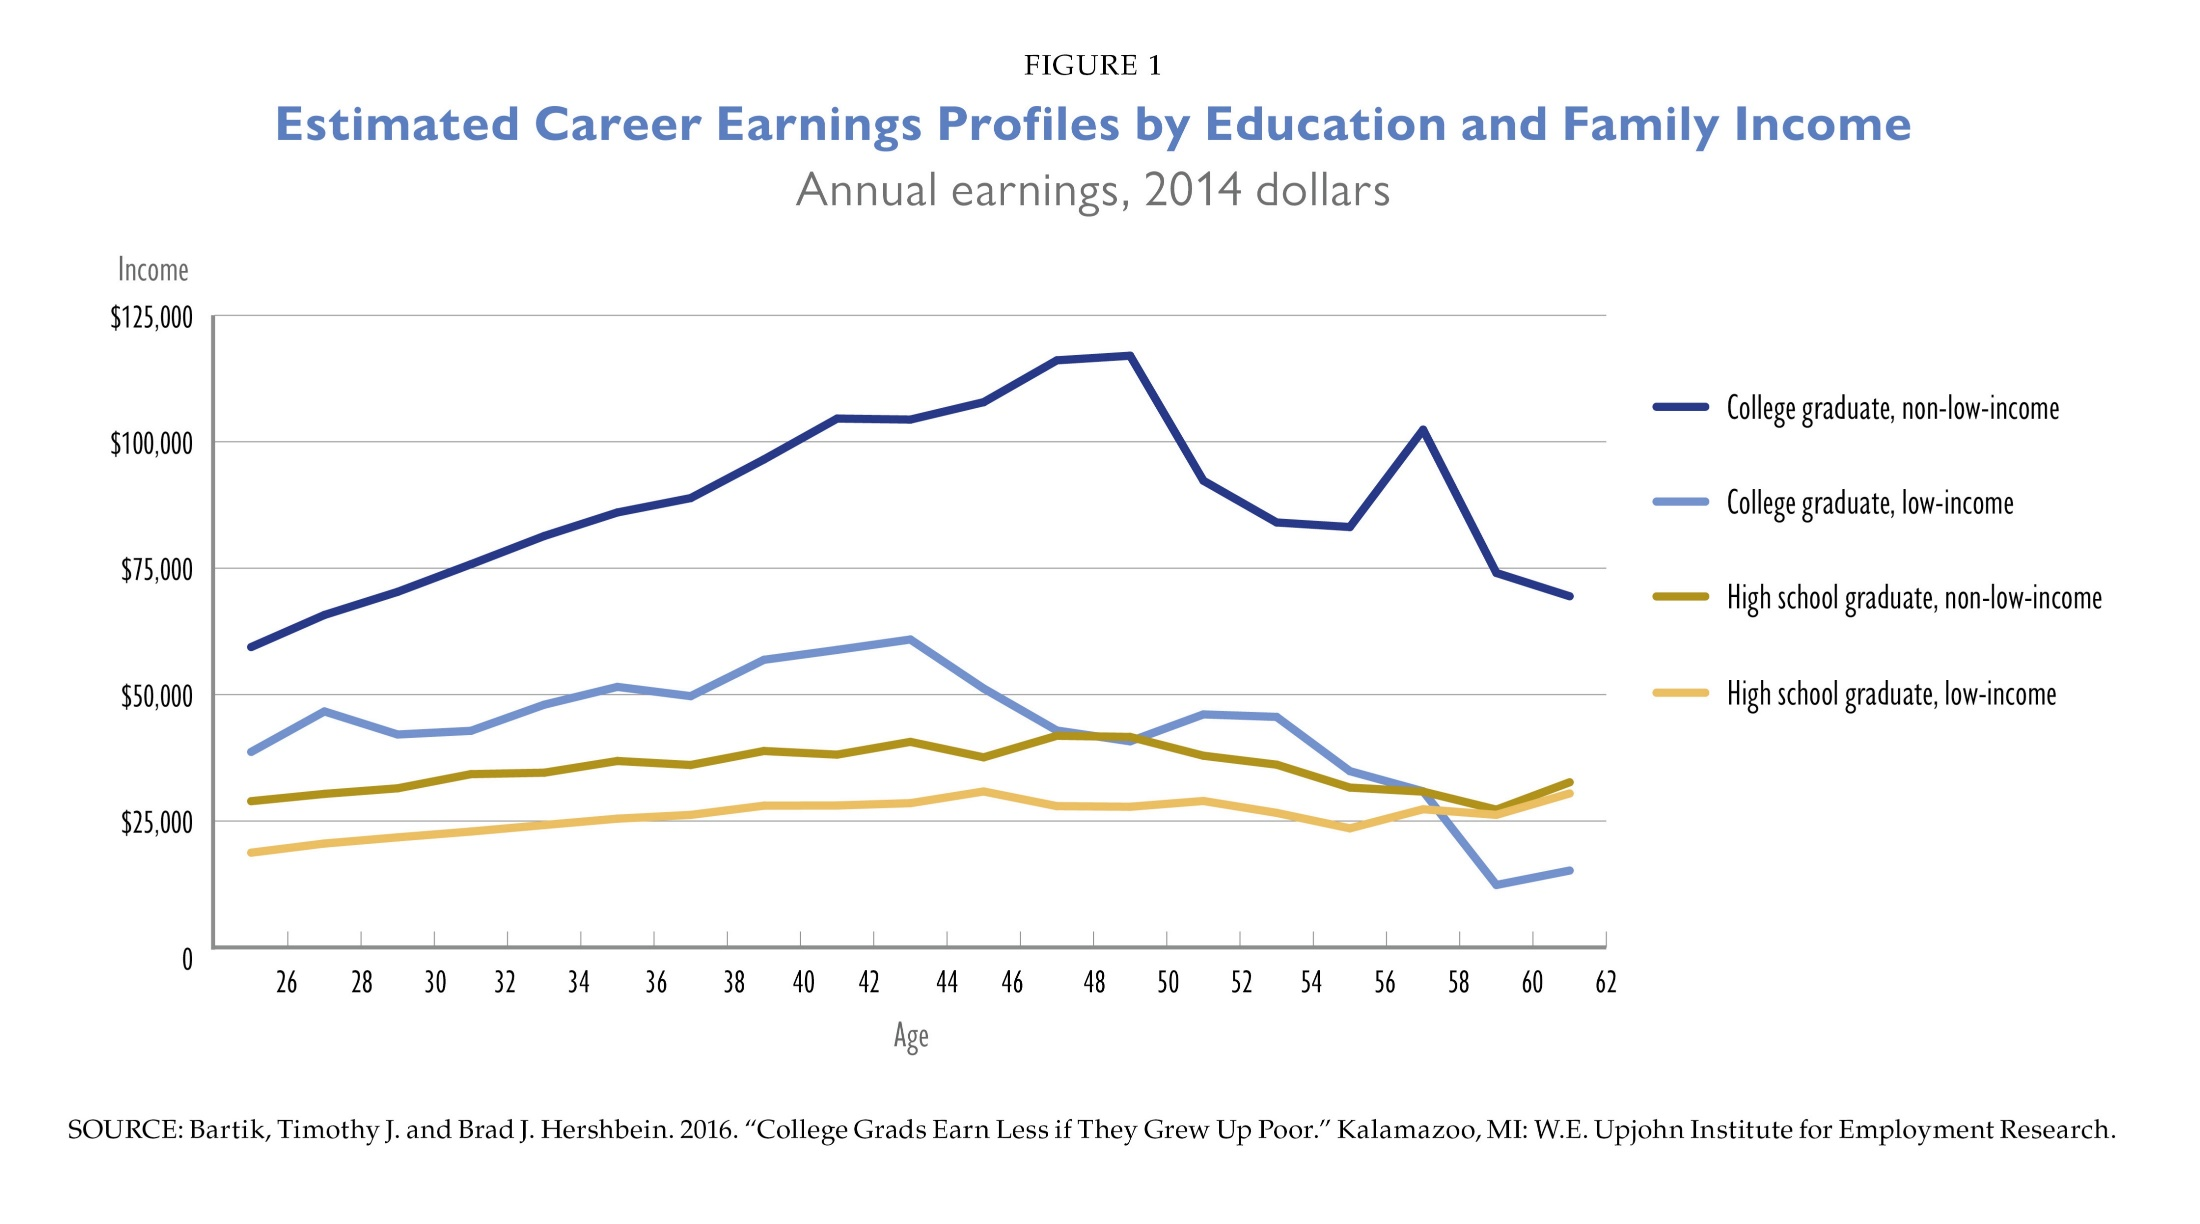 FIGURE 1
Estimated Career Earnings Profiles by Education and Family Income
Annual earnings, 2014 dollars
Income
$125,000
$100,000
$75,000
$50,000
$25,000
0
26 28 30 32 34 36 38 40 42 44 46 48 50 52 54 56 58 60 62
Age
College graduate, non-low-income
College graduate, low-income
High school graduate, non-low-income
High school graduate, low-income
SOURCE: Bartik, Timothy J. and Brad J. Hershbein. 2016. “College Grads Earn Less if They Grew Up Poor.” Kalamazoo, MI: W.E. Upjohn Institute for Employment Research.